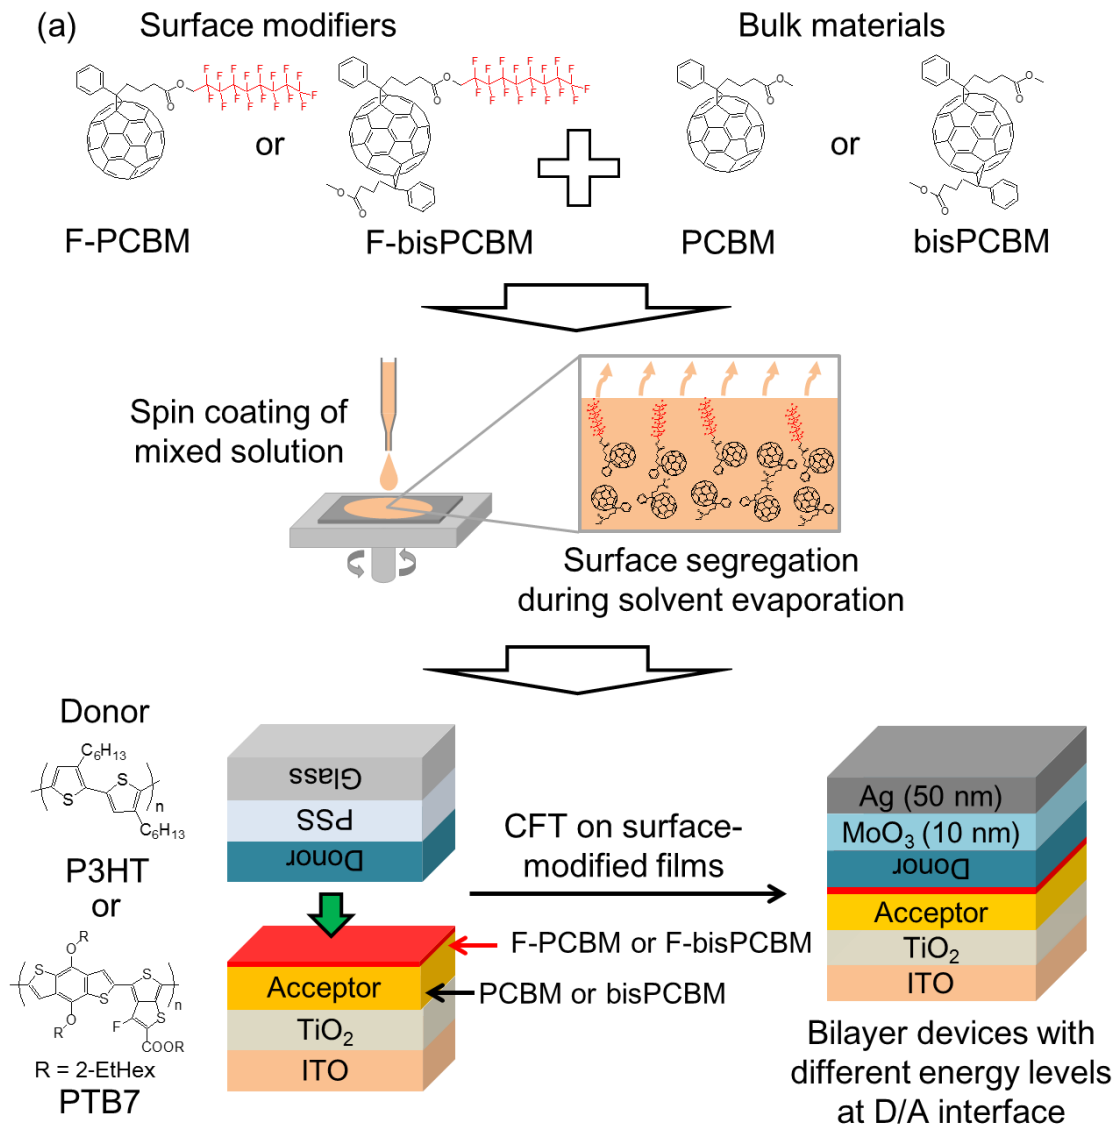 (a)
Surface modifiers
Bulk materials
O
O
F F F F F F F F
F F F F F F F F F
or
F-PCBM
O
O
F F F F F F F F
F F F F F F F F F
O
O
F-bisPCBM
O
O
PCBM
or
O
O
O
O
bisPCBM
Spin coating of
mixed solution
Surface segregation
during solvent evaporation
Donor
C6H13
S
S
n
C6H13
P3HT
or
R
O
S
S
S
S
n
O
R
F
COOR
R = 2-EtHex
PTB7
Glass
PSS
Donor
CFT on surface-
modified films
F-PCBM or F-bisPCBM
Acceptor
PCBM or bisPCBM
TiO2
ITO
Ag (50 nm)
MoO3 (10 nm)
Donor
Acceptor
TiO2
ITO
Bilayer devices with
different energy levels
at D/A interface